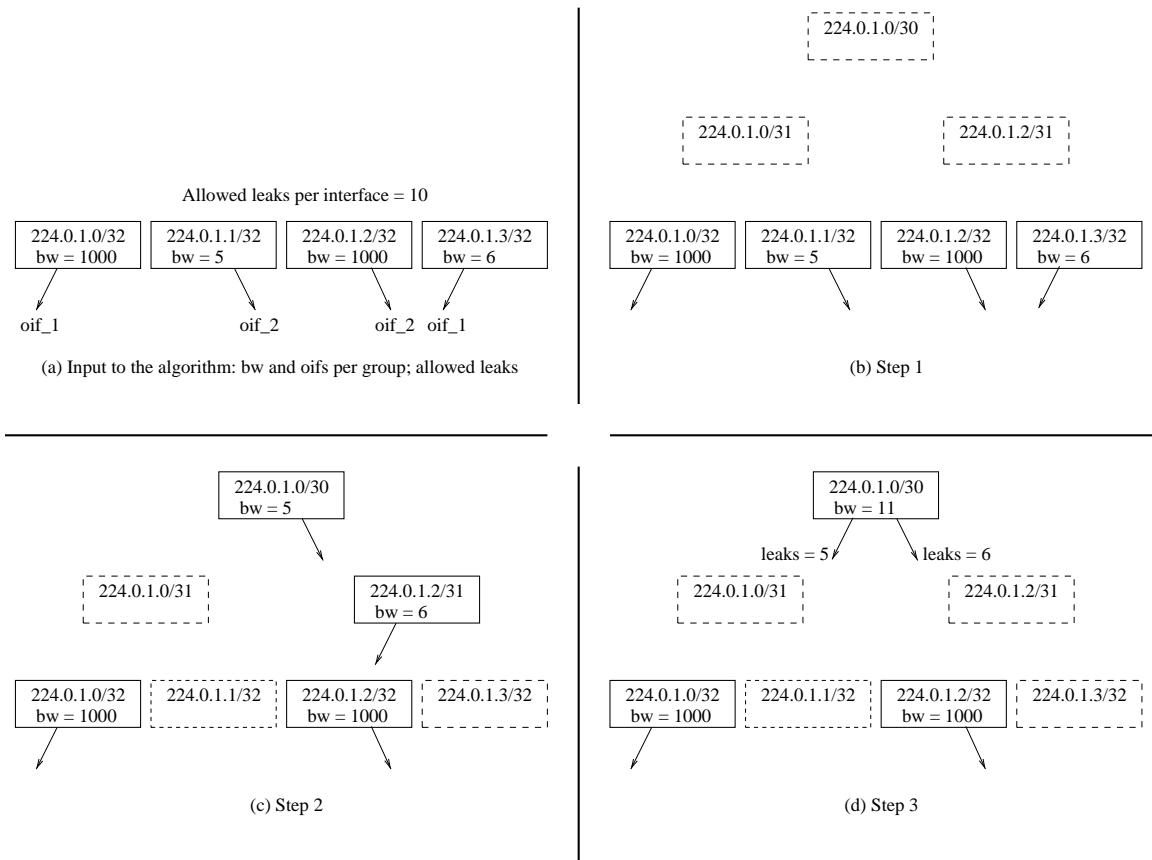 Allowed leaks per interface = 10
224.0.1.0/32
bw = 1000
224.0.1.1/32
bw = 5
224.0.1.2/32
bw = 1000
224.0.1.3/32
bw = 6
oif_1
oif_2
oif_2
oif_1
(a) Input to the algorithm: bw and oifs per group; allowed leaks
224.0.1.0/30
224.0.1.0/31
224.0.1.2/31
224.0.1.0/32
bw = 1000
224.0.1.1/32
bw = 5
224.0.1.2/32
bw = 1000
224.0.1.3/32
bw = 6
(b) Step 1
224.0.1.0/30
bw = 5
224.0.1.0/31
224.0.1.2/31
bw = 6
224.0.1.0/32
bw = 1000
224.0.1.1/32
224.0.1.2/32
bw = 1000
224.0.1.3/32
(c) Step 2
224.0.1.0/30
bw = 11
leaks = 5
leaks = 6
224.0.1.0/31
224.0.1.2/31
224.0.1.0/32
bw = 1000
224.0.1.1/32
224.0.1.2/32
bw = 1000
224.0.1.3/32
(d) Step 3